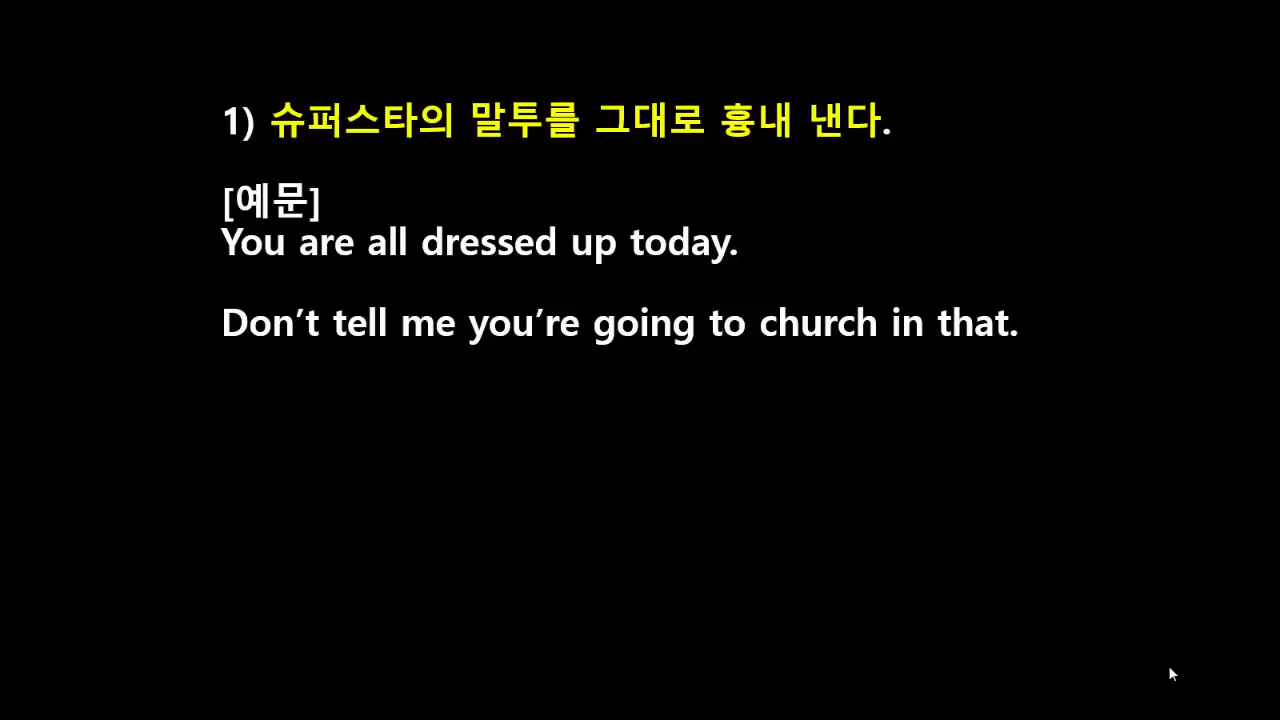 1) 슈퍼스타의 말투를 그대로 흉내 낸다.
[예문]
You are all dressed up today.
Don’t tell me you’re going to church in that.